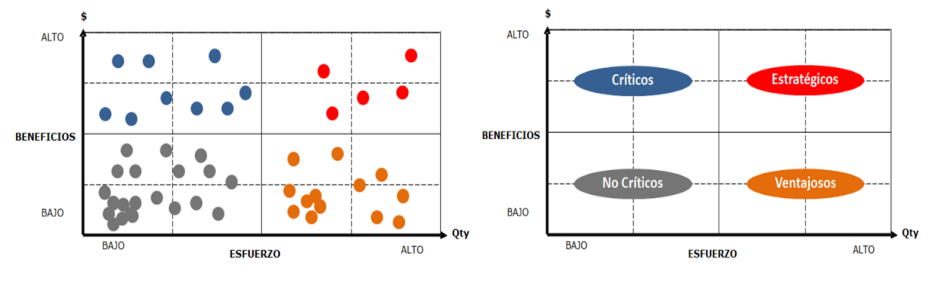 $
ALTO
BENEFICIOS
BAJO
Qty
BAJO
ESFUERZO
ALTO
$
ALTO
Críticos
Estratégicos
BENEFICIOS
No Críticos
Ventajosos
BAJO
Qty
BAJO
ESFUERZO
ALTO